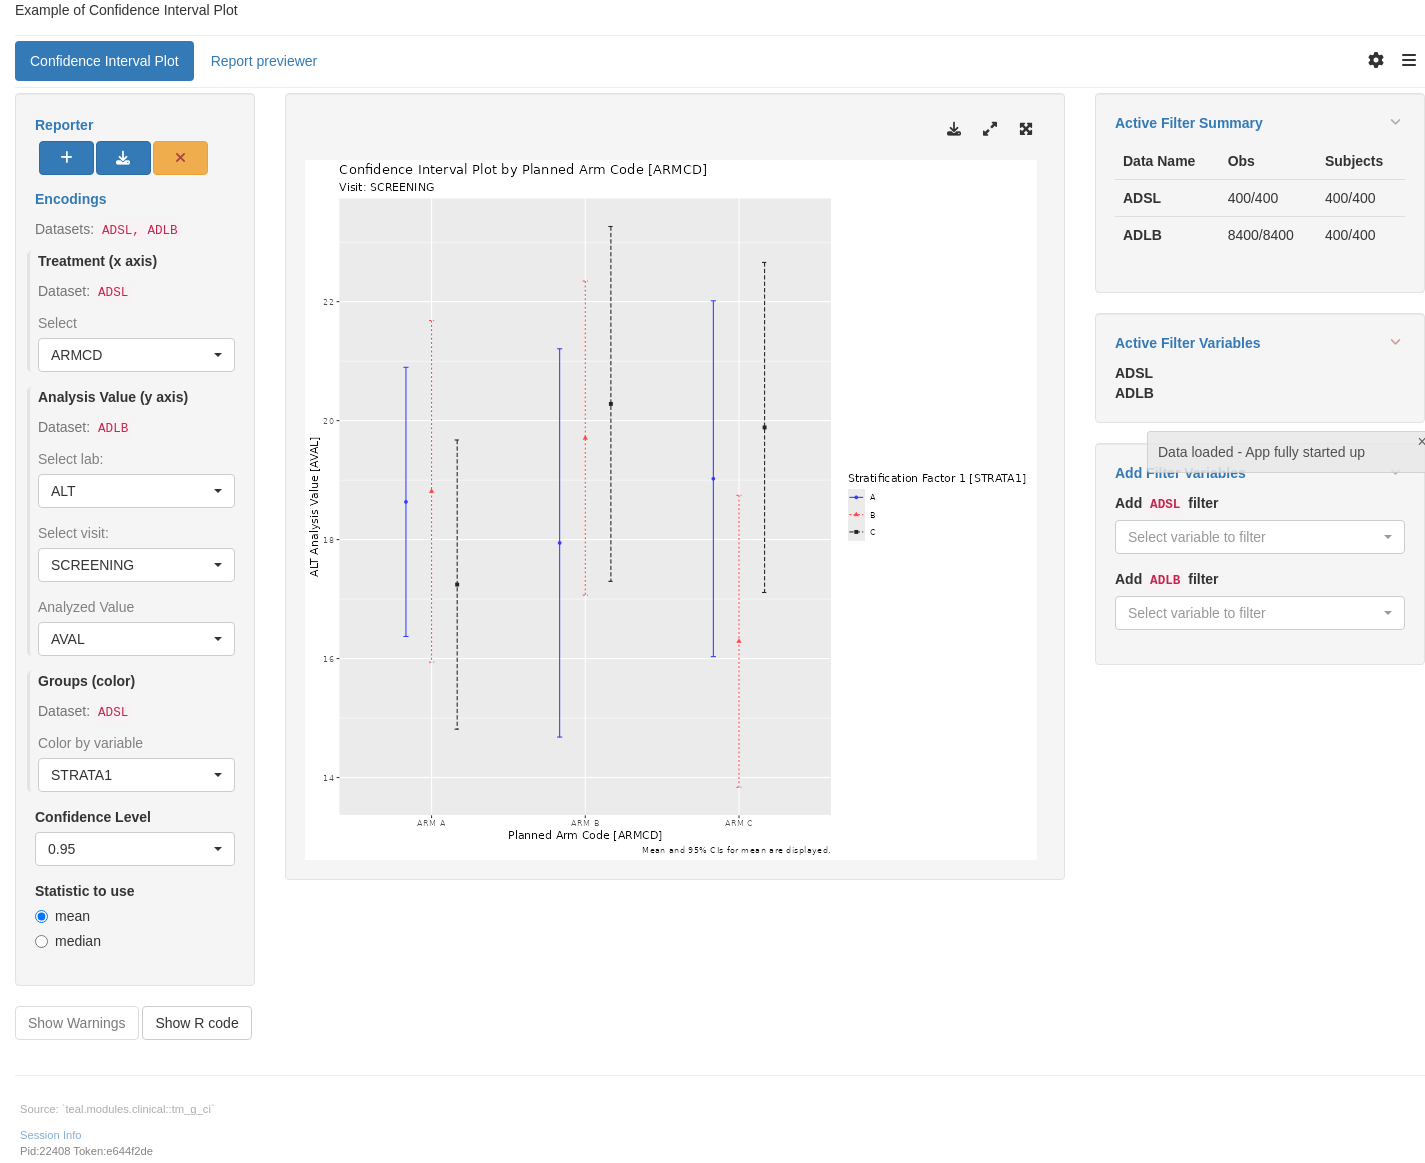 Example of Confidence Interval Plot
Confidence Interval Plot
Report previewer
Reporter
Encodings
Datasets: ADSL, ADLB
Treatment (x axis)
Dataset: ADSL
Select
ARMCD
Analysis Value (y axis)
Dataset: ADLB
Select lab:
ALT
Select visit:
SCREENING
Analyzed Value
AVAL
Groups (color)
Dataset: ADSL
Color by variable
STRATA1
Confidence Level
0.95
Statistic to use
mean
median
Show Warnings
Show R code
Confidence Interval Plot by Planned Arm Code [ARMCD]
Visit: SCREENING
ALT Analysis Value [AVAL]
22
20
18
16
14
ARM A
ARM B
ARM C
Planned Arm Code [ARMCD]
Mean and 95% CIs for mean are displayed.
Stratification Factor 1 [STRATA1]
A
B
C
Active Filter Summary
Data Name Obs Subjects
ADSL 400/400 400/400
ADLB 8400/8400 400/400
Active Filter Variables
ADSL
ADLB
Data loaded - App fully started up
Add Filter Variables
Add ADSL filter
Select variable to filter
Add ADLB filter
Select variable to filter
Source: `teal.modules.clinical::tm_g_ci`
Session Info
Pid:22408 Token:e644f2de